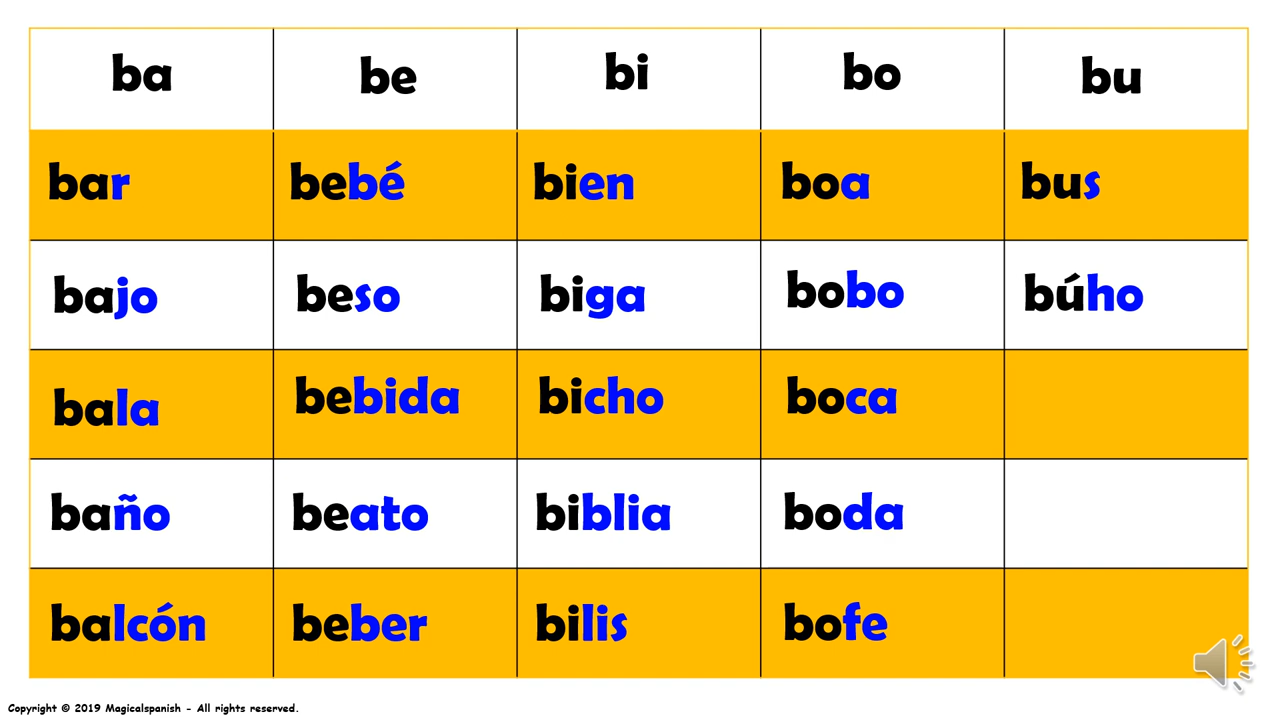 ba be bi bo bu
bar bebé bien boa bus
bajo beso biga bobo búho
bala bebida bicho boca
baño beato biblia boda
balcón beber bilis bofe
Copyright © 2019 Magicalspanish - All rights reserved.